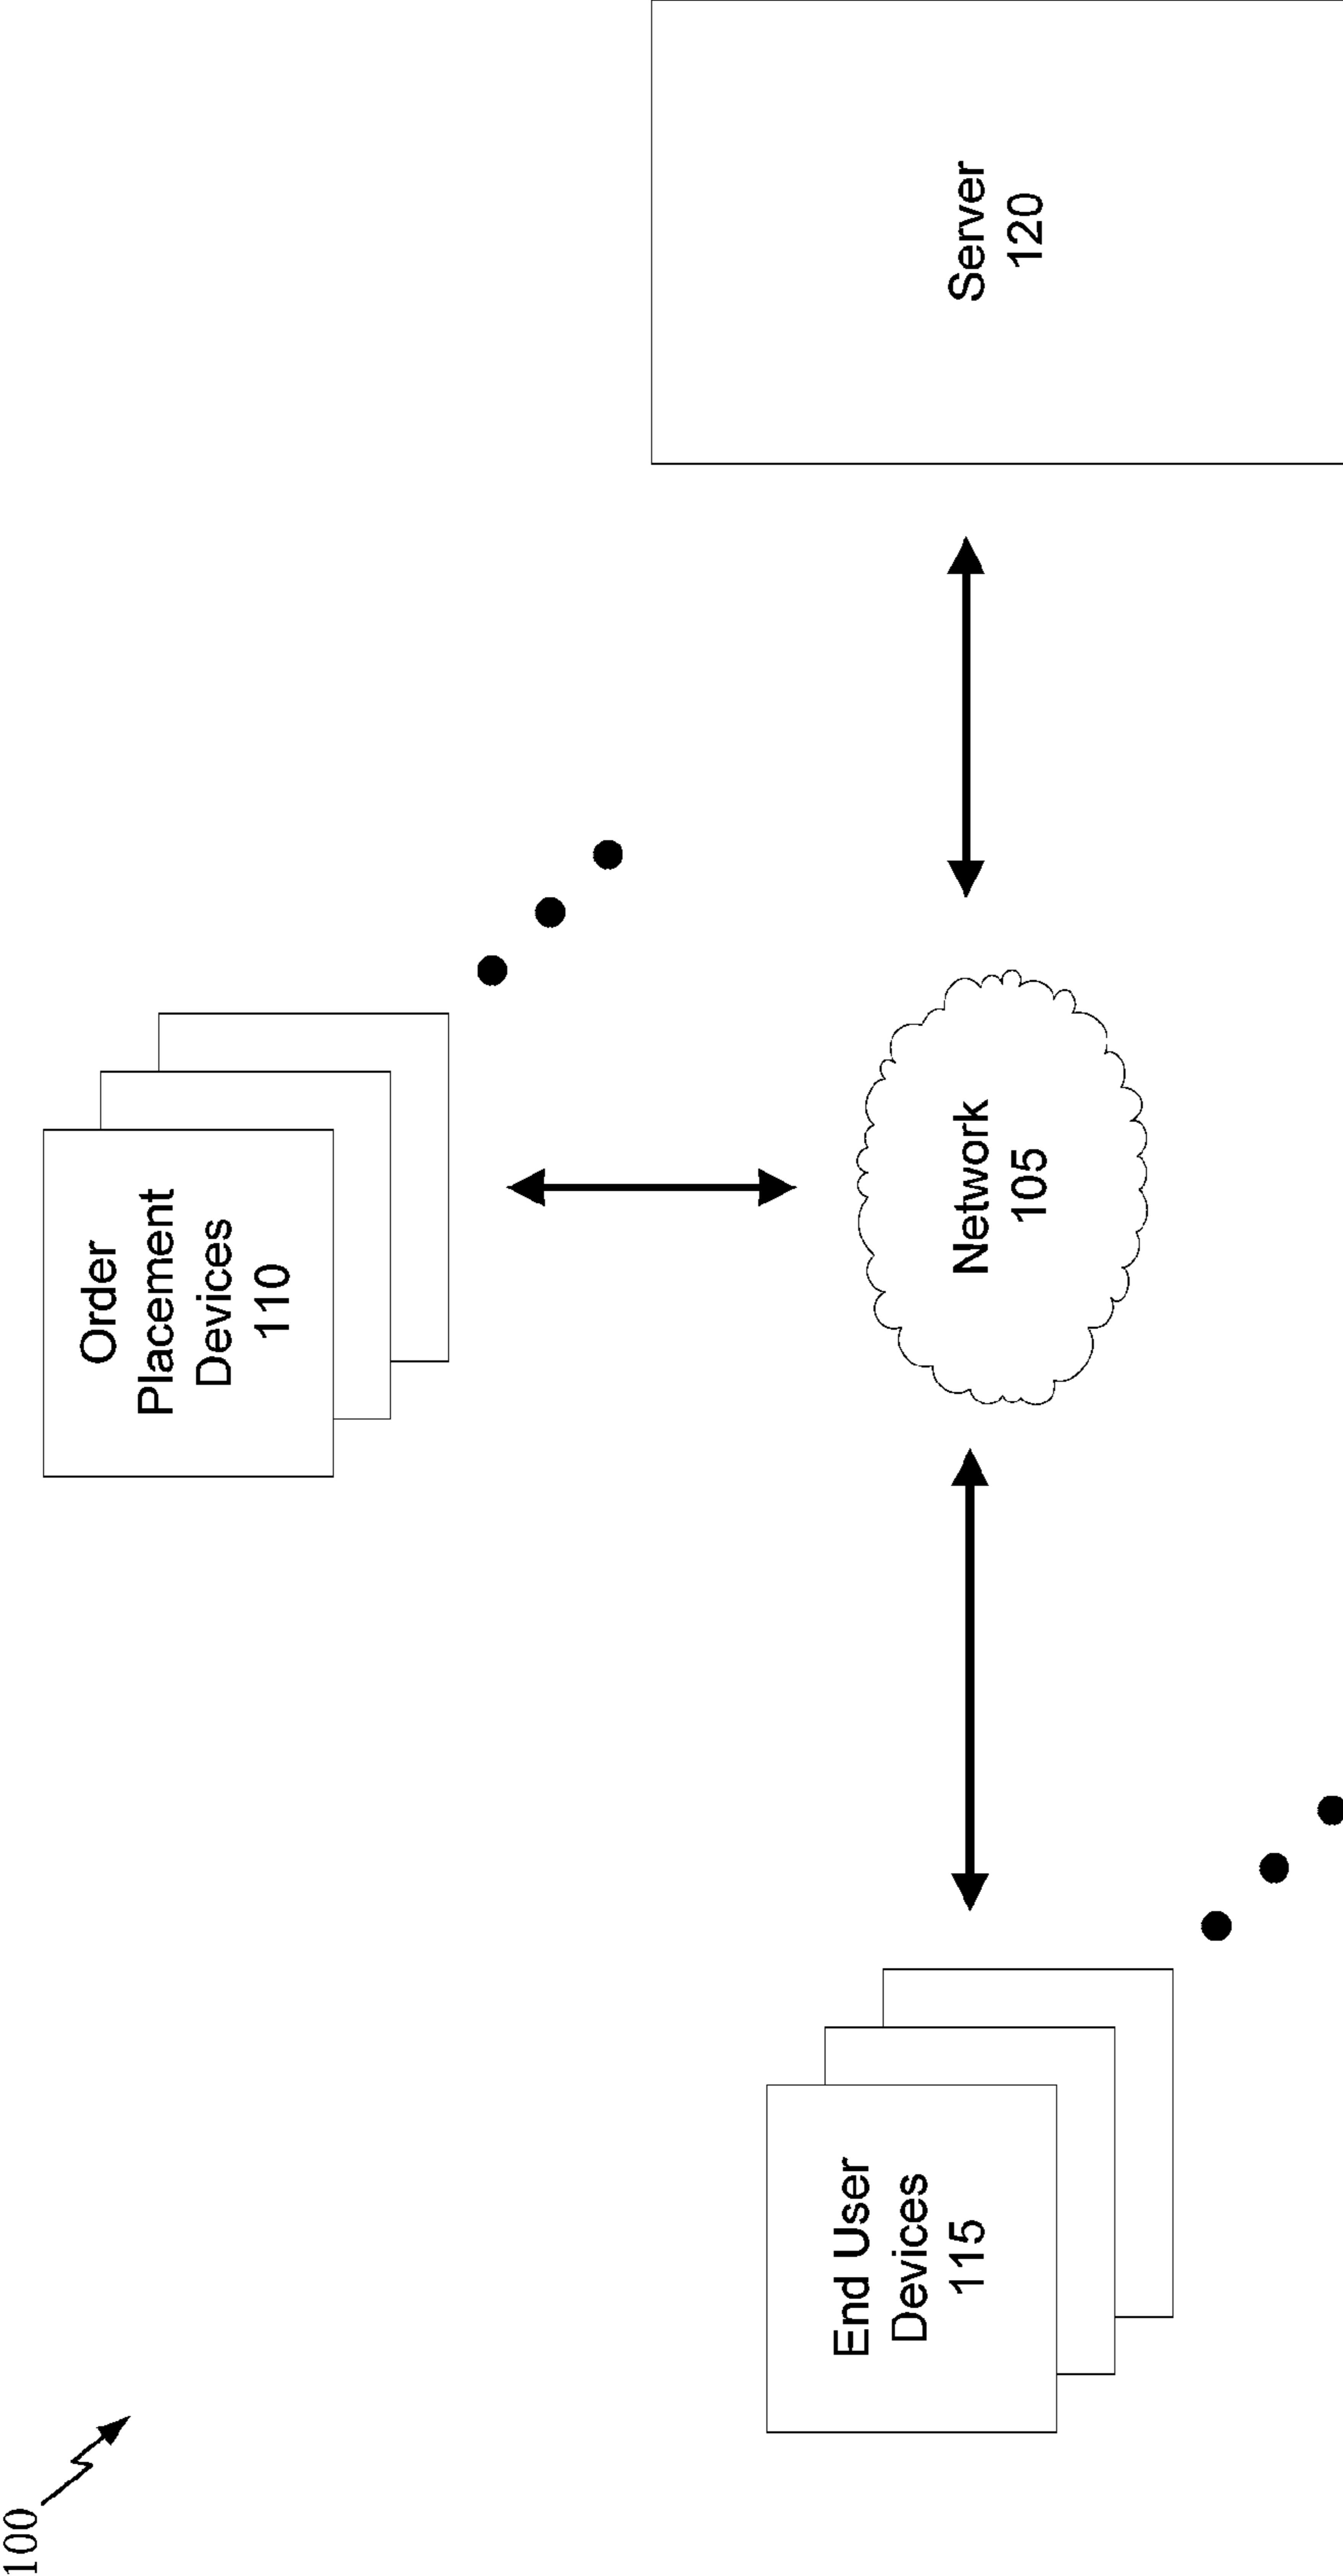 100
Order
Placement
Devices
110
End User
Devices
115
Network
105
Server
120